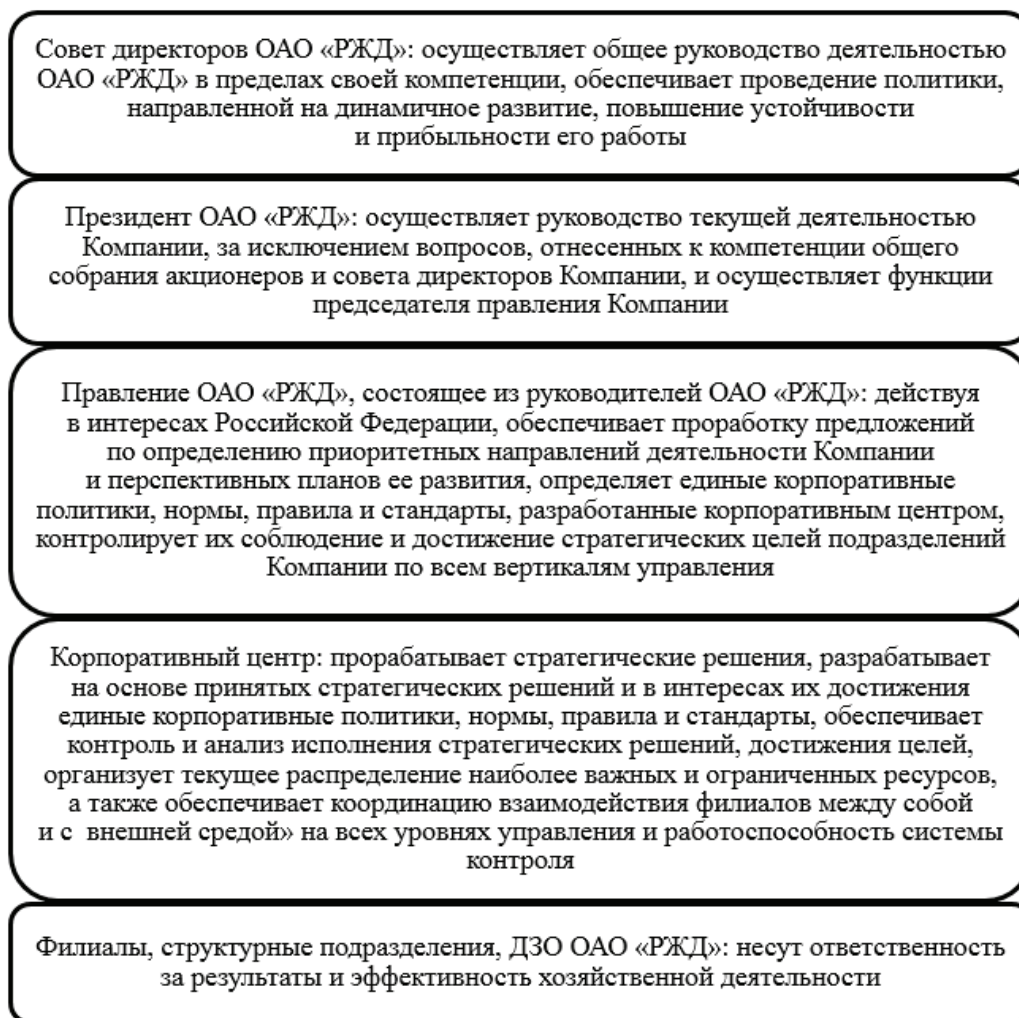 Совет директоров ОАО «РЖД»: осуществляет общее руководство деятельностью
ОАО «РЖД» в пределах своей компетенции, обеспечивает проведение политики,
направленной на динамичное развитие, повышение устойчивости
и прибыльности его работы
Президент ОАО «РЖД»: осуществляет руководство текущей деятельностью
Компании, за исключением вопросов, отнесенных к компетенции общего
собрания акционеров и совета директоров Компании, и осуществляет функции
председателя правления Компании
Правление ОАО «РЖД», состоящее из руководителей ОАО «РЖД»: действуя
в интересах Российской Федерации, обеспечивает проработку предложений
по определению приоритетных направлений деятельности Компании
и перспективных планов ее развития, определяет единые корпоративные
политики, нормы, правила и стандарты, разработанные корпоративным центром,
контролирует их соблюдение и достижение стратегических целей подразделений
Компании по всем вертикалям управления
Корпоративный центр: прорабатывает стратегические решения, разрабатывает
на основе принятых стратегических решений и в интересах их достижения
единые корпоративные политики, нормы, правила и стандарты, обеспечивает
контроль и анализ исполнения стратегических решений, достижения целей,
организует текущее распределение наиболее важных и ограниченных ресурсов,
а также обеспечивает координацию взаимодействия филиалов между собой
и с внешней средой» на всех уровнях управления и работоспособность системы
контроля
Филиалы, структурные подразделения, ДЗО ОАО «РЖД»: несут ответственность
за результаты и эффективность хозяйственной деятельности